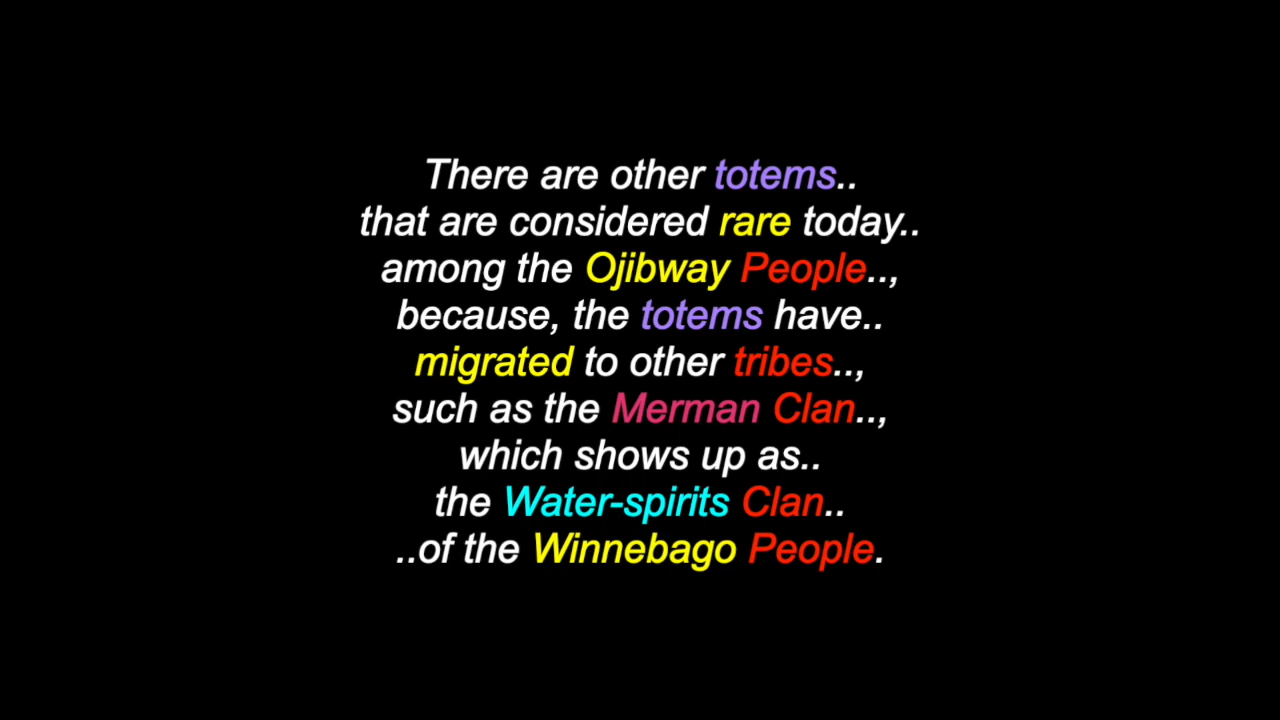 There are other totems..
that are considered rare today..
among the Ojibway People..,
because, the totems have..
migrated to other tribes..,
such as the Merman Clan..,
which shows up as..
the Water-spirits Clan..
..of the Winnebago People.